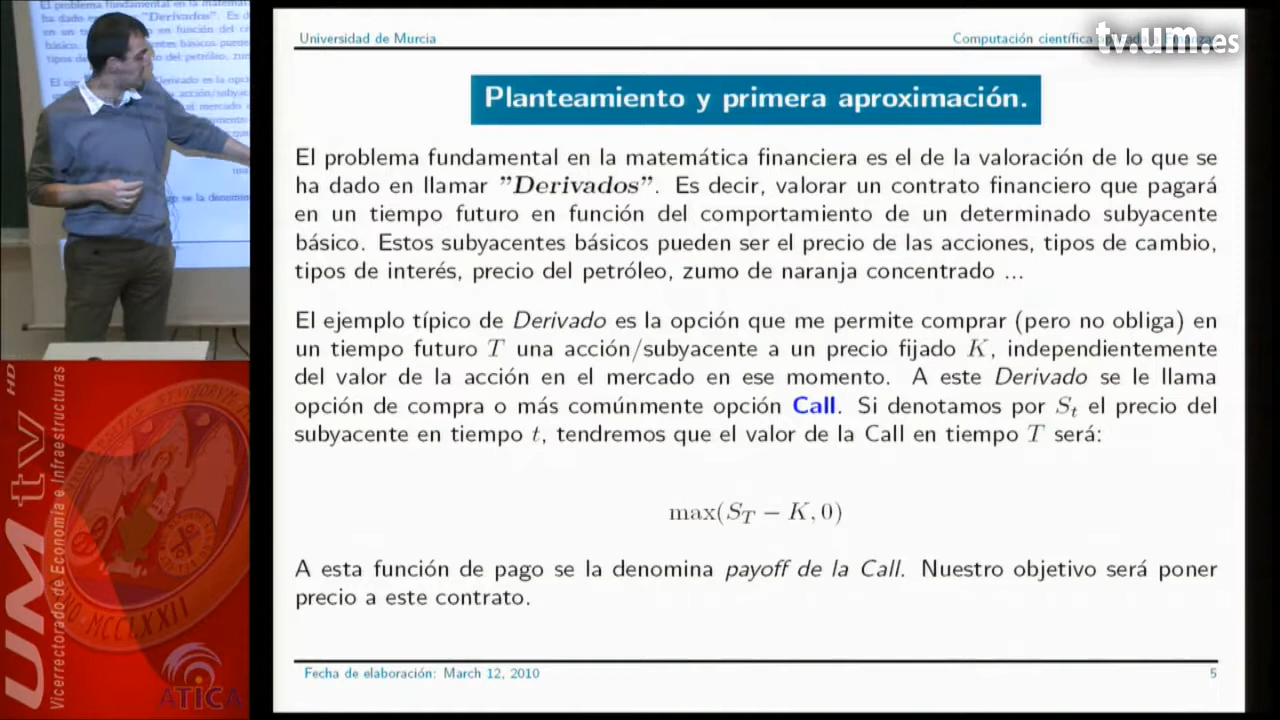 Universidad de Murcia
Computación científica
tv.um.es
Planteamiento y primera aproximación.
El problema fundamental en la matemática financiera es el de la valoración de lo que se
ha dado en llamar ”Derivados”. Es decir, valorar un contrato financiero que pagará
en un tiempo futuro en función del comportamiento de un determinado subyacente
básico. Estos subyacentes básicos pueden ser el precio de las acciones, tipos de cambio,
tipos de interés, precio del petróleo, zumo de naranja concentrado ...
El ejemplo típico de Derivado es la opción que me permite comprar (pero no obliga) en
un tiempo futuro T una acción/subyacente a un precio fijado K, independientemente
del valor de la acción en el mercado en ese momento. A este Derivado se le llama
opción de compra o más comúnmente opción Call. Si denotamos por S_t el precio del
subyacente en tiempo t, tendremos que el valor de la Call en tiempo T será:
max(S_T − K, 0)
A esta función de pago se la denomina payoff de la Call. Nuestro objetivo será poner
precio a este contrato.
Fecha de elaboración: March 12, 2010
5
UMtv HD
Vicerrectorado de Economía e Infraestructuras
MCCLXXII
ATICA